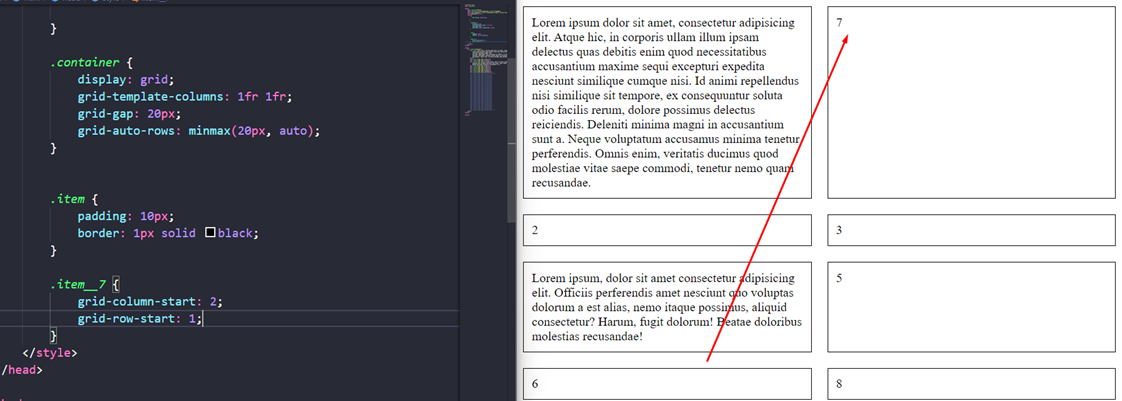 }
.container {
display: grid;
grid-template-columns: 1fr 1fr;
grid-gap: 20px;
grid-auto-rows: minmax(20px, auto);
}
.item {
padding: 10px;
border: 1px solid black;
}
.item__7 {
grid-column-start: 2;
grid-row-start: 1;
}
</style>
/head>
Lorem ipsum dolor sit amet, consectetur adipisicing
elit. Atque hic, in corporis ullam illum ipsam
delectus quas debitis enim quod necessitatibus
accusantium maxime sequi excepturi expedita
nesciunt similique cumque nisi. Id animi repellendus
nisi similique sit tempore, ex consequuntur soluta
odio facilis rerum, dolore possimus delectus
reiciendis. Deleniti minima magni in accusantium
sunt a. Neque voluptatum accusamus minima tenetur
perferendis. Omnis enim, veritatis ducimus quod
molestiae vitae saepe commodi, tenetur nemo quam
recusandae.
7
2
3
Lorem ipsum, dolor sit amet consectetur adipisicing
elit. Officiis perferendis amet nesciunt quo voluptas
dolorum a est alias, nemo itaque possimus, aliquid
consectetur? Harum, fugit dolorum! Beatae doloribus
molestias recusandae!
5
6
8